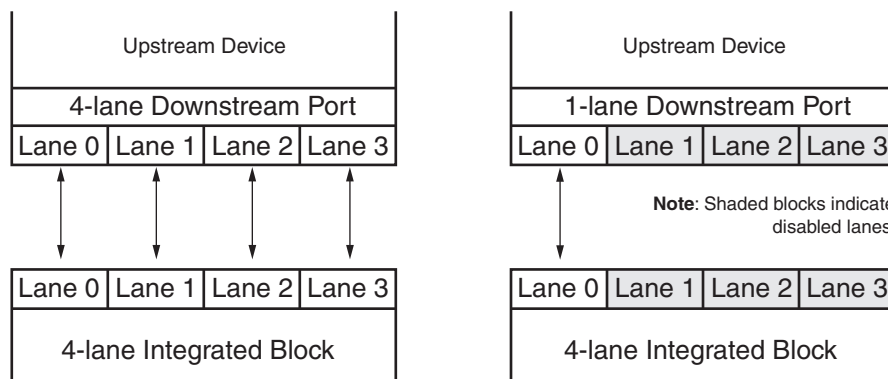 Upstream Device
4-lane Downstream Port
Lane 0 Lane 1 Lane 2 Lane 3
Lane 0 Lane 1 Lane 2 Lane 3
4-lane Integrated Block
Upstream Device
1-lane Downstream Port
Lane 0 Lane 1 Lane 2 Lane 3
Note: Shaded blocks indicate
disabled lanes
Lane 0 Lane 1 Lane 2 Lane 3
4-lane Integrated Block